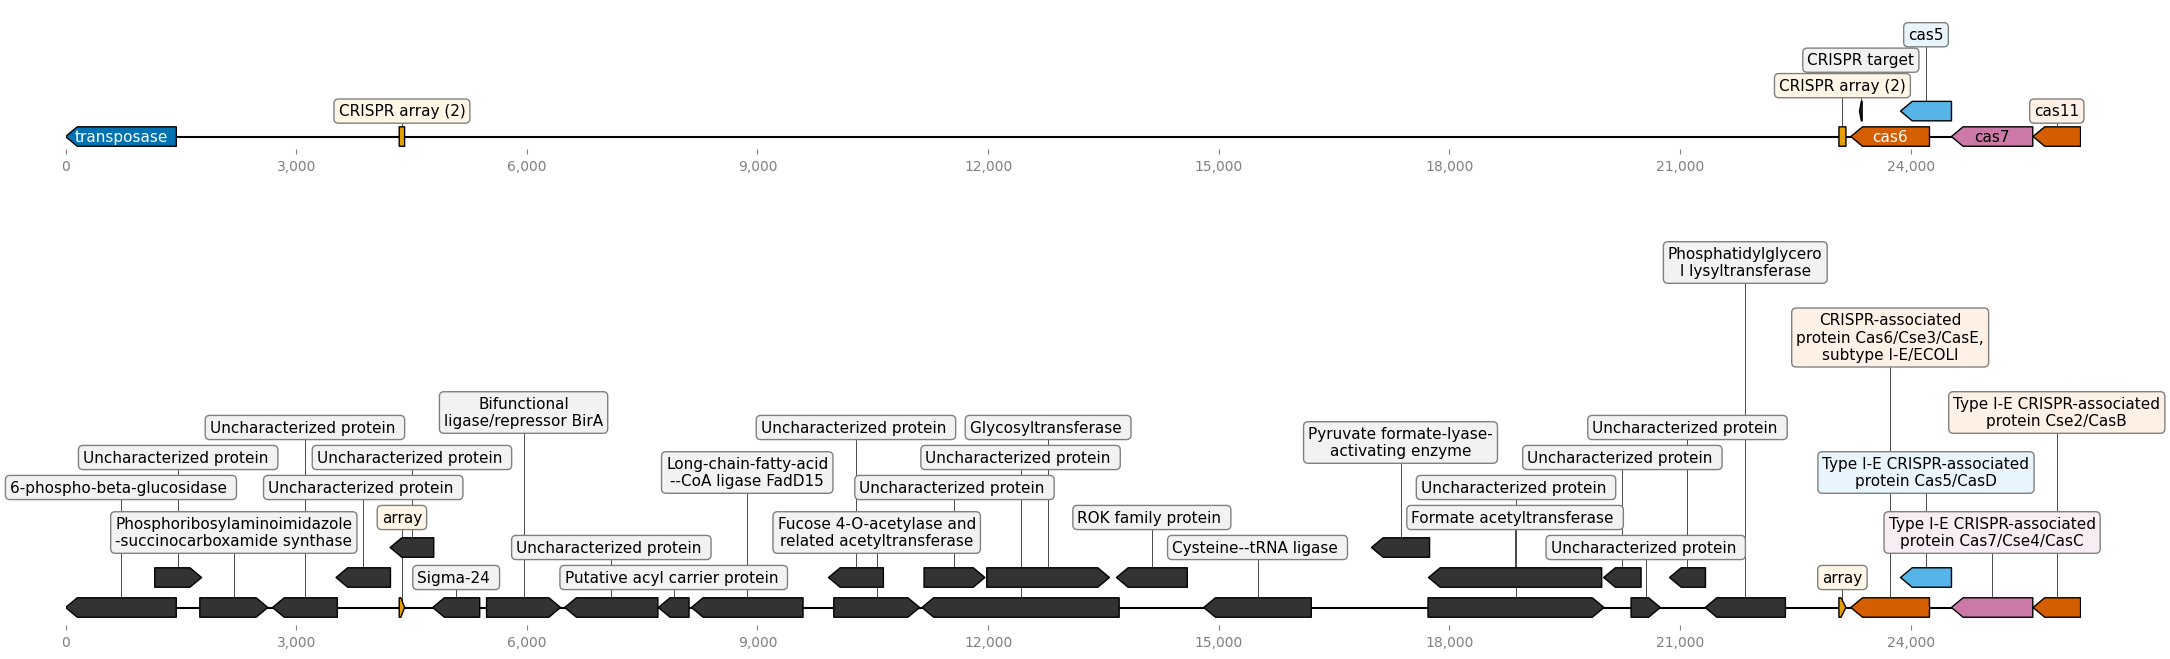 cas5
CRISPR target
CRISPR array (2)
CRISPR array (2)
cas11
transposase
cas6
cas7
0
3,000
6,000
9,000
12,000
15,000
18,000
21,000
24,000
Phosphatidylglycero
l lysyltransferase
CRISPR-associated
protein Cas6/Cse3/CasE,
subtype I-E/ECOLI
Bifunctional
ligase/repressor BirA
Type I-E CRISPR-associated
protein Cse2/CasB
Uncharacterized protein
Uncharacterized protein
Glycosyltransferase
Uncharacterized protein
Pyruvate formate-lyase-
activating enzyme
Uncharacterized protein
Uncharacterized protein
Uncharacterized protein
Uncharacterized protein
Long-chain-fatty-acid
--CoA ligase FadD15
Type I-E CRISPR-associated
protein Cas5/CasD
6-phospho-beta-glucosidase
Uncharacterized protein
Uncharacterized protein
Uncharacterized protein
Phosphoribosylaminoimidazole
-succinocarboxamide synthase
array
Fucose 4-O-acetylase and
related acetyltransferase
ROK family protein
Formate acetyltransferase
Type I-E CRISPR-associated
protein Cas7/Cse4/CasC
Uncharacterized protein
Cysteine--tRNA ligase
Uncharacterized protein
Sigma-24
Putative acyl carrier protein
array
0
3,000
6,000
9,000
12,000
15,000
18,000
21,000
24,000